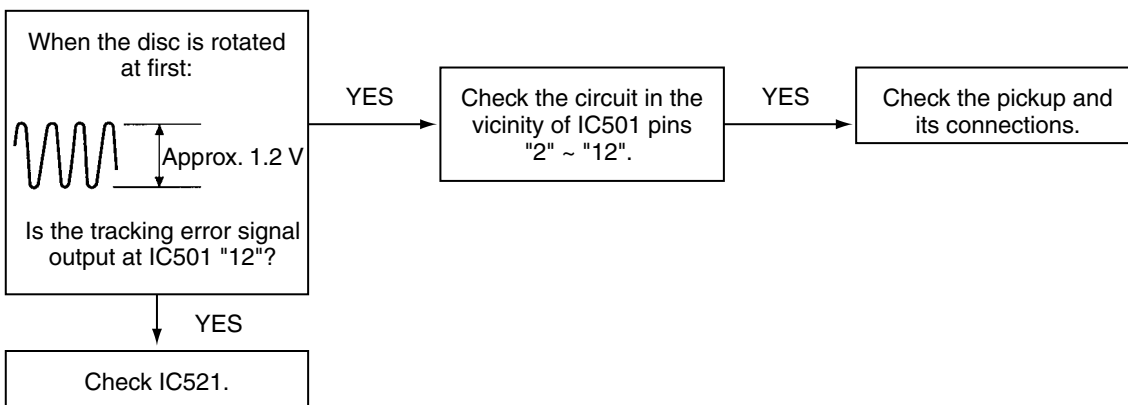 When the disc is rotated
at first:
Approx. 1.2 V
Is the tracking error signal
output at IC501 "12"?
YES
Check the circuit in the
vicinity of IC501 pins
"2" ~ "12".
YES
Check the pickup and
its connections.
YES
Check IC521.